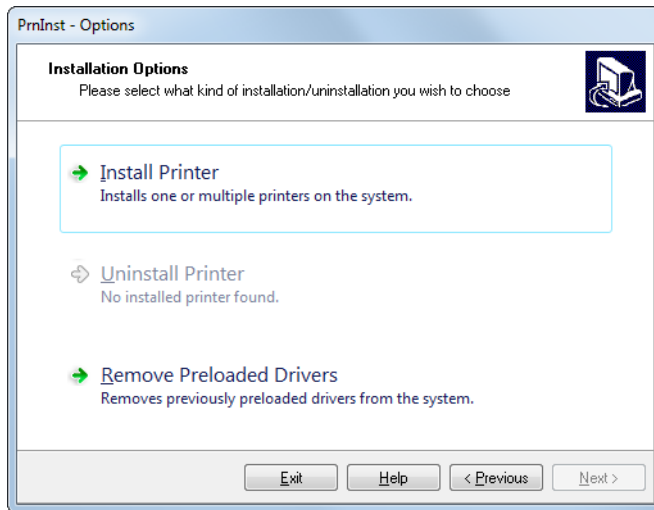 PrnInst - Options
Installation Options
Please select what kind of installation/uninstallation you wish to choose
Install Printer
Installs one or multiple printers on the system.
Uninstall Printer
No installed printer found.
Remove Preloaded Drivers
Removes previously preloaded drivers from the system.
Exit Help < Previous Next >